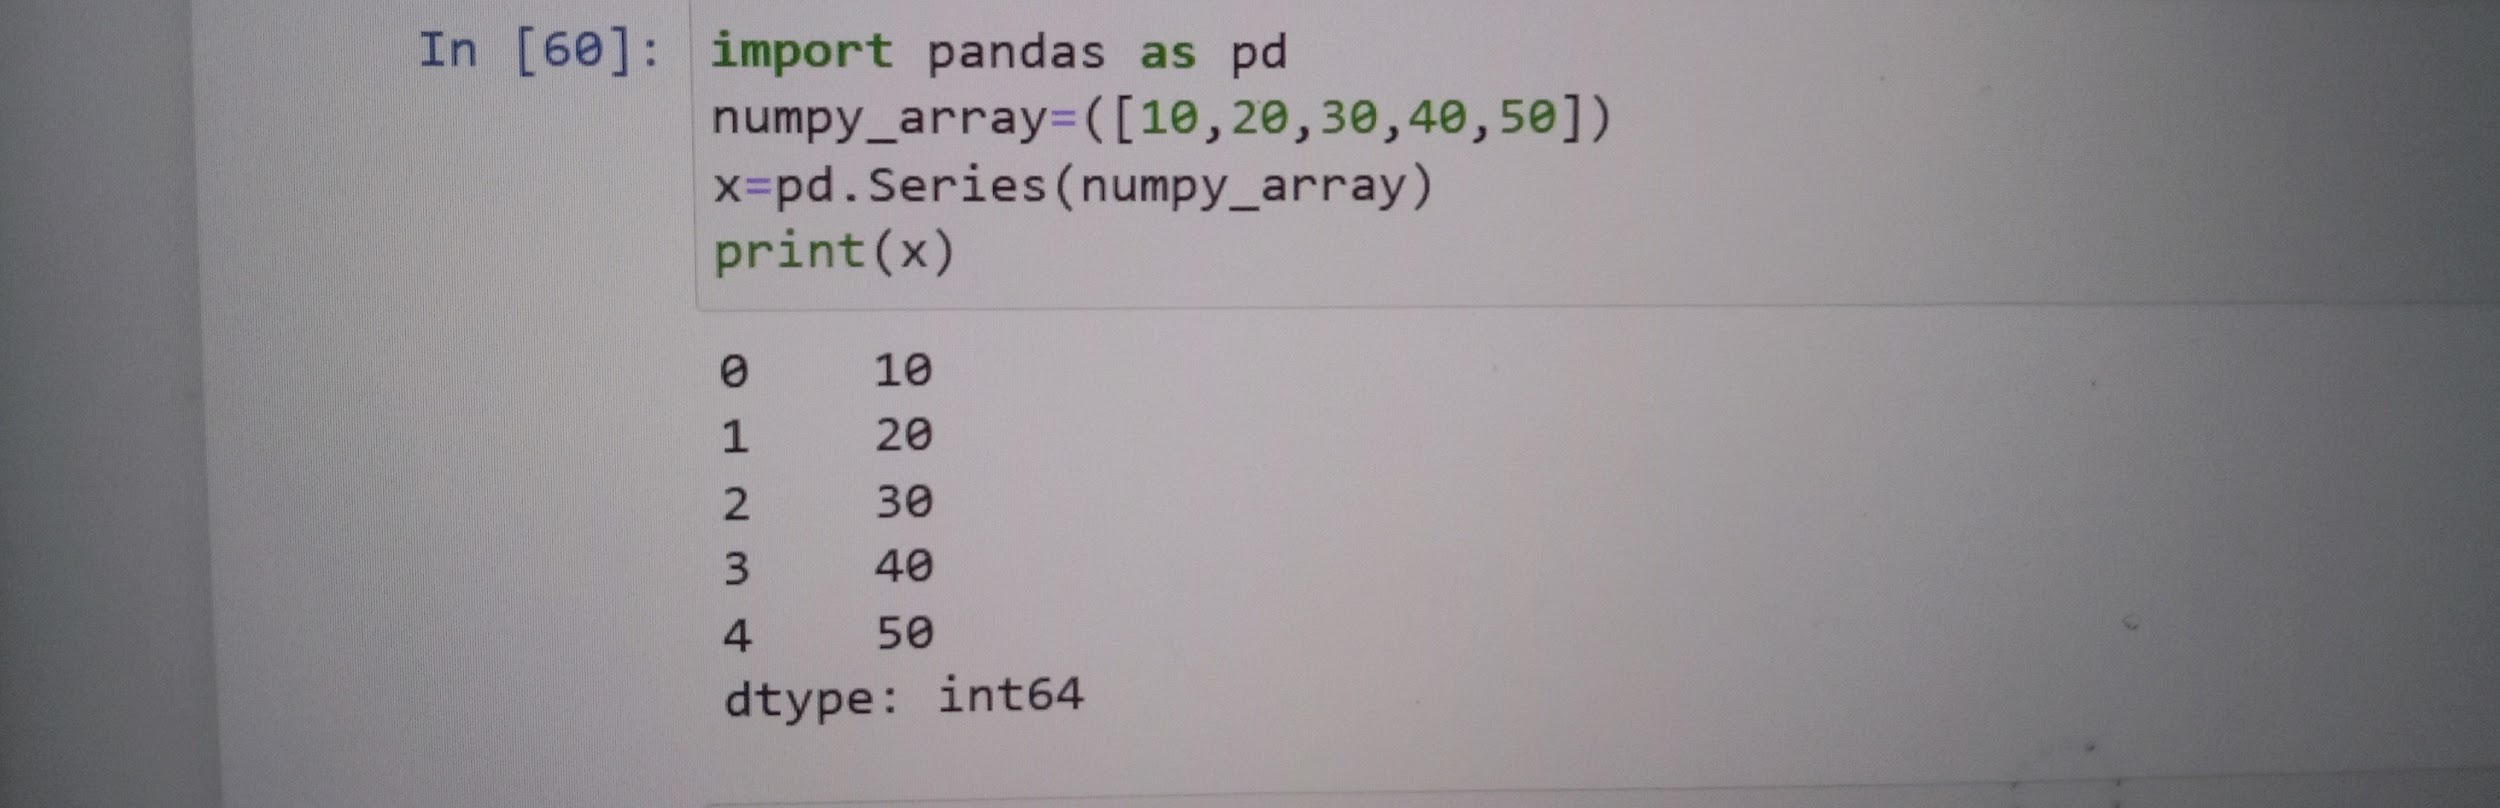 In [60]: import pandas as pd
numpy_array=([10,20,30,40,50])
x=pd.Series(numpy_array)
print(x)
0    10
1    20
2    30
3    40
4    50
dtype: int64